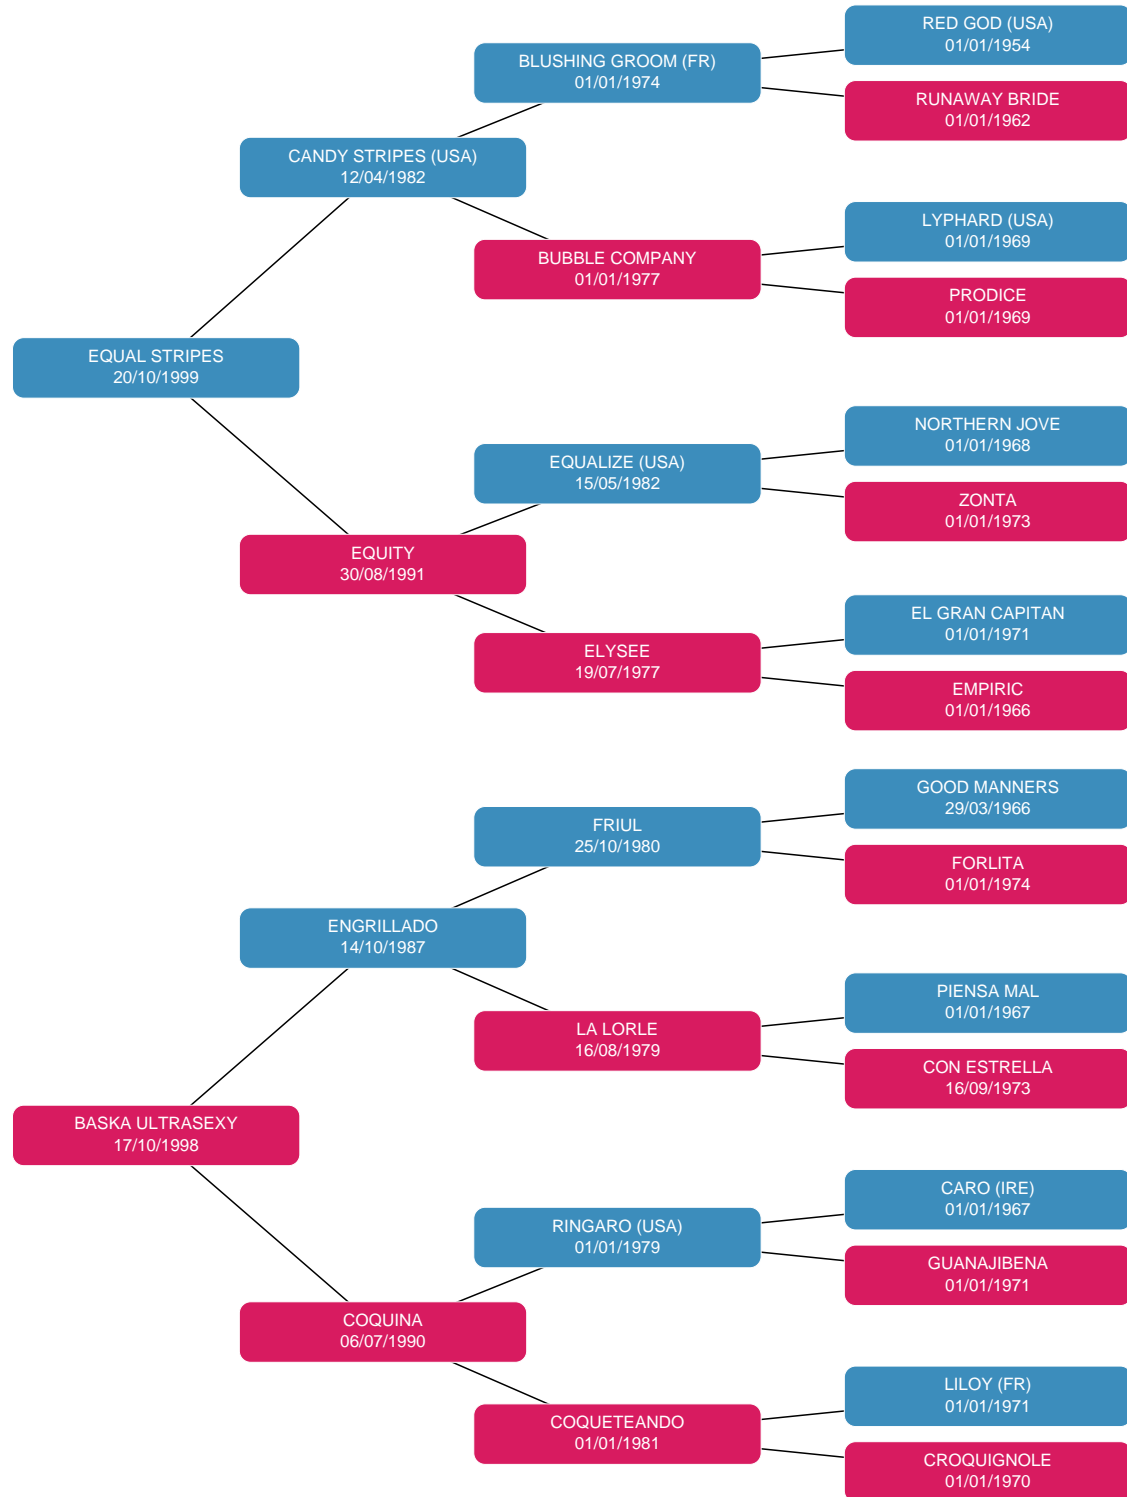 RED GOD (USA)
01/01/1954
BLUSHING GROOM (FR)
01/01/1974
RUNAWAY BRIDE
01/01/1962
CANDY STRIPES (USA)
12/04/1982
LYPHARD (USA)
01/01/1969
BUBBLE COMPANY
01/01/1977
PRODICE
01/01/1969
EQUAL STRIPES
20/10/1999
NORTHERN JOVE
01/01/1968
EQUALIZE (USA)
15/05/1982
ZONTA
01/01/1973
EQUITY
30/08/1991
EL GRAN CAPITAN
01/01/1971
ELYSEE
19/07/1977
EMPIRIC
01/01/1966
GOOD MANNERS
29/03/1966
FRIUL
25/10/1980
FORLITA
01/01/1974
ENGRILLADO
14/10/1987
PIENSA MAL
01/01/1967
LA LORLE
16/08/1979
CON ESTRELLA
16/09/1973
BASKA ULTRASEXY
17/10/1998
CARO (IRE)
01/01/1967
RINGARO (USA)
01/01/1979
GUANAJIBENA
01/01/1971
COQUINA
06/07/1990
LILOY (FR)
01/01/1971
COQUETEANDO
01/01/1981
CROQUIGNOLE
01/01/1970